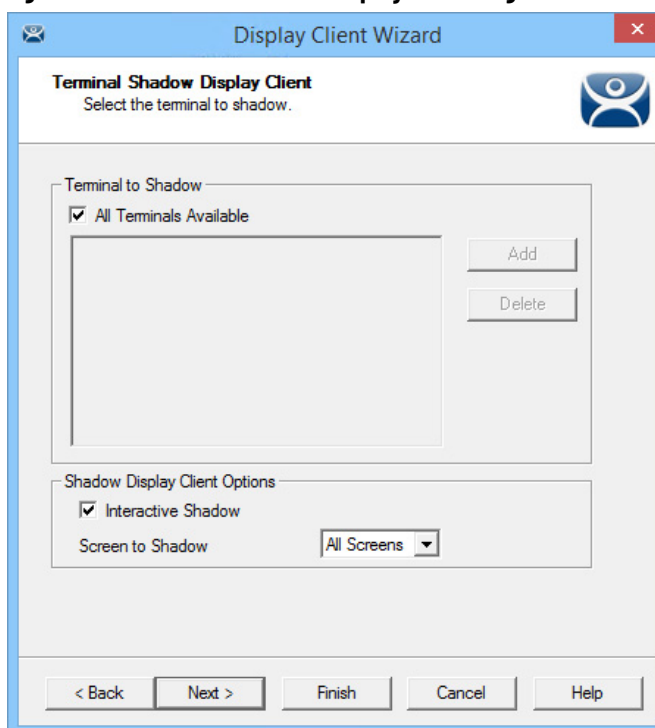 Display Client Wizard
Terminal Shadow Display Client
Select the terminal to shadow.
Terminal to Shadow
All Terminals Available
Add
Delete
Shadow Display Client Options
Interactive Shadow
Screen to Shadow All Screens
< Back Next > Finish Cancel Help